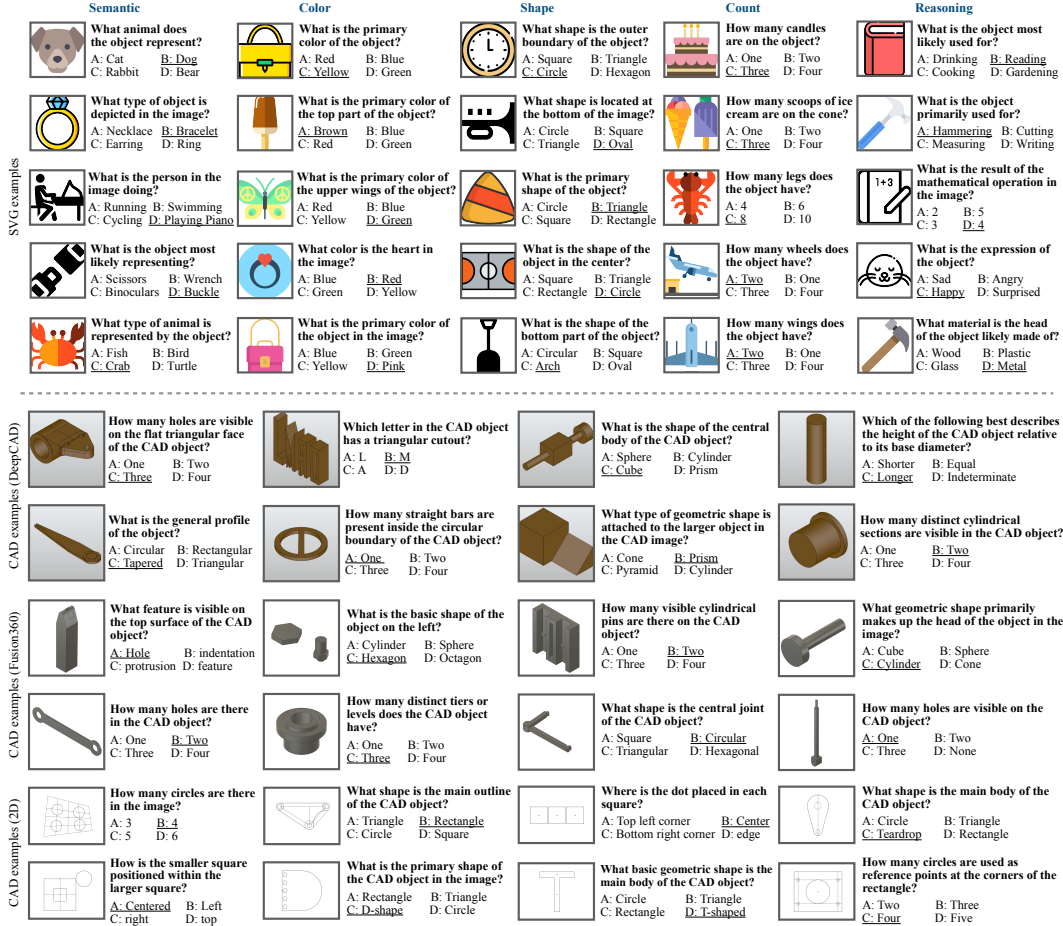 Semantic
Color
Shape
Count
Reasoning
SVG examples
What animal does
the object represent?
A: Cat B: Dog
C: Rabbit D: Bear
What is the primary
color of the object?
A: Red B: Blue
C: Yellow D: Green
What shape is the outer
boundary of the object?
A: Square B: Triangle
C: Circle D: Hexagon
How many candles
are on the object?
A: One B: Two
C: Three D: Four
What is the object most
likely used for?
A: Drinking B: Reading
C: Cooking D: Gardening
What type of object is
depicted in the image?
A: Necklace B: Bracelet
C: Earring D: Ring
What is the primary color of
the top part of the object?
A: Brown B: Blue
C: Red D: Green
What shape is located at
the bottom of the image?
A: Circle B: Square
C: Triangle D: Oval
How many scoops of ice
cream are on the cone?
A: One B: Two
C: Three D: Four
What is the object
primarily used for?
A: Hammering B: Cutting
C: Measuring D: Writing
What is the person in the
image doing?
A: Running B: Swimming
C: Cycling D: Playing Piano
What is the primary color of
the upper wings of the object?
A: Red B: Blue
C: Yellow D: Green
What is the primary
shape of the object?
A: Circle B: Triangle
C: Square D: Rectangle
How many legs does
the object have?
A: 4 B: 6
C: 8 D: 10
1+3
What is the result of the
mathematical operation in
the image?
A: 2 B: 5
C: 3 D: 4
What is the object most
likely representing?
A: Scissors B: Wrench
C: Binoculars D: Buckle
What color is the heart in
the image?
A: Blue B: Red
C: Green D: Yellow
What is the shape of the
object in the center?
A: Square B: Triangle
C: Rectangle D: Circle
How many wheels does
the object have?
A: Two B: One
C: Three D: Four
What is the expression of
the object?
A: Sad B: Angry
C: Happy D: Surprised
What type of animal is
represented by the object?
A: Fish B: Bird
C: Crab D: Turtle
What is the primary color of
the object in the image?
A: Blue B: Green
C: Yellow D: Pink
What is the shape of the
bottom part of the object?
A: Circular B: Square
C: Arch D: Oval
How many wings does
the object have?
A: Two B: One
C: Three D: Four
What material is the head
of the object likely made of?
A: Wood B: Plastic
C: Glass D: Metal
CAD examples (DeepCAD)
How many holes are visible
on the flat triangular face
of the CAD object?
A: One B: Two
C: Three D: Four
Which letter in the CAD object
has a triangular cutout?
A: L B: M
C: A D: D
What is the shape of the central
body of the CAD object?
A: Sphere B: Cylinder
C: Cube D: Prism
Which of the following best describes
the height of the CAD object relative
to its base diameter?
A: Shorter B: Equal
C: Longer D: Indeterminate
What is the general profile
of the object?
A: Circular B: Rectangular
C: Tapered D: Triangular
How many straight bars are
present inside the circular
boundary of the CAD object?
A: One B: Two
C: Three D: Four
What type of geometric shape is
attached to the larger object in
the CAD image?
A: Cone B: Prism
C: Pyramid D: Cylinder
How many distinct cylindrical
sections are visible in the CAD object?
A: One B: Two
C: Three D: Four
CAD examples (Fusion360)
What feature is visible on
the top surface of the CAD
object?
A: Hole B: indentation
C: protrusion D: feature
What is the basic shape of the
object on the left?
A: Cylinder B: Sphere
C: Hexagon D: Octagon
How many visible cylindrical
pins are there on the CAD
object?
A: One B: Two
C: Three D: Four
What geometric shape primarily
makes up the head of the object in the
image?
A: Cube B: Sphere
C: Cylinder D: Cone
How many holes are there
in the CAD object?
A: One B: Two
C: Three D: Four
How many distinct tiers or
levels does the CAD object
have?
A: One B: Two
C: Three D: Four
What shape is the central
joint of the CAD object?
A: Square B: Circular
C: Triangular D: Hexagonal
How many holes are visible on the
CAD object?
A: One B: Two
C: Three D: None
CAD examples (2D)
How many circles are there
in the image?
A: 3 B: 4
C: 5 D: 6
What shape is the main
outline of the CAD object?
A: Triangle B: Rectangle
C: Circle D: Square
Where is the dot placed in each
square?
A: Top left corner B: Center
C: Bottom right corner D: edge
What shape is the main body of the
CAD object?
A: Circle B: Triangle
C: Teardrop D: Rectangle
How is the smaller square
positioned within the
larger square?
A: Centered B: Left
C: right D: top
What is the primary shape of
the CAD object in the image?
A: Rectangle B: Triangle
C: D-shape D: Circle
What basic geometric shape is the
main body of the CAD object?
A: Circle B: Triangle
C: Rectangle D: T-shaped
How many circles are used as
reference points at the corners of the
rectangle?
A: Two B: Three
C: Four D: Five